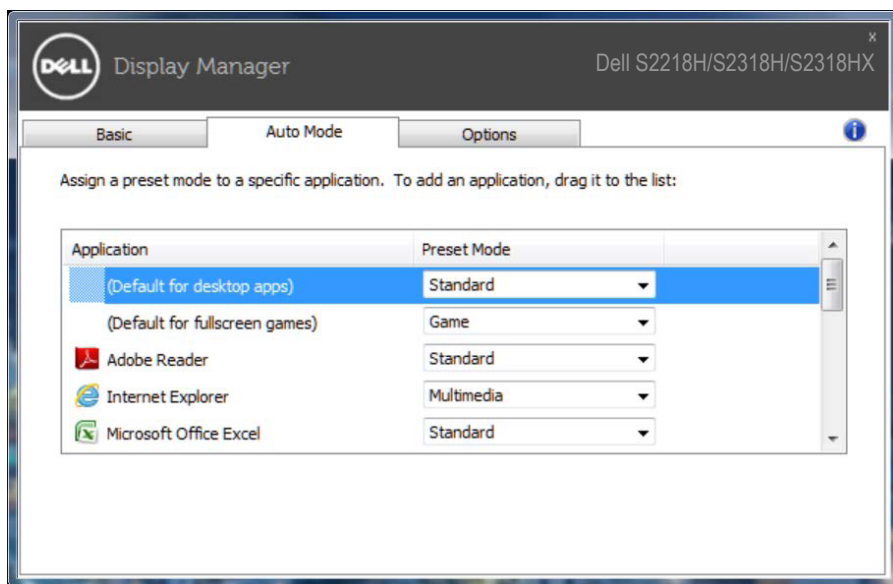 DELL
Display Manager
Dell S2218H/S2318H/S2318HX
x
Basic Auto Mode Options
i
Assign a preset mode to a specific application. To add an application, drag it to the list:
Application Preset Mode
(Default for desktop apps) Standard
(Default for fullscreen games) Game
Adobe Reader Standard
Internet Explorer Multimedia
Microsoft Office Excel Standard